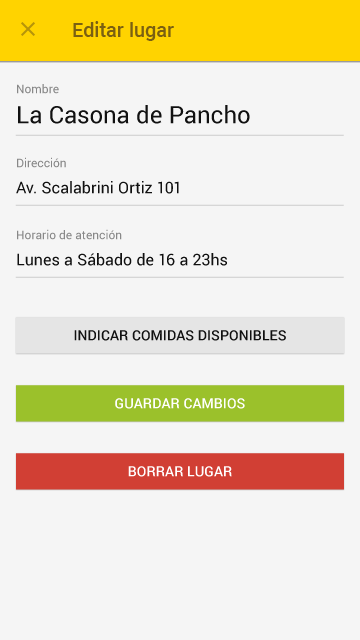 Editar lugar
Nombre
La Casona de Pancho
Dirección
Av. Scalabrini Ortiz 101
Horario de atención
Lunes a Sábado de 16 a 23hs
INDICAR COMIDAS DISPONIBLES
GUARDAR CAMBIOS
BORRAR LUGAR